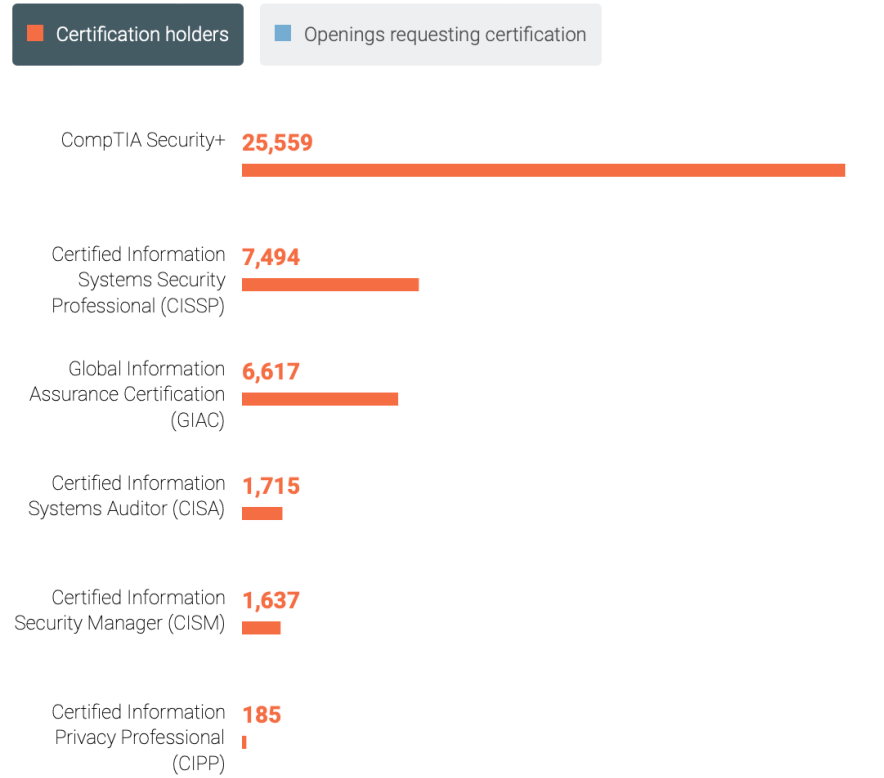 Certification holders
Openings requesting certification
CompTIA Security+
25,559
Certified Information
Systems Security
Professional (CISSP)
7,494
Global Information
Assurance Certification
(GIAC)
6,617
Certified Information
Systems Auditor (CISA)
1,715
Certified Information
Security Manager (CISM)
1,637
Certified Information
Privacy Professional
(CIPP)
185